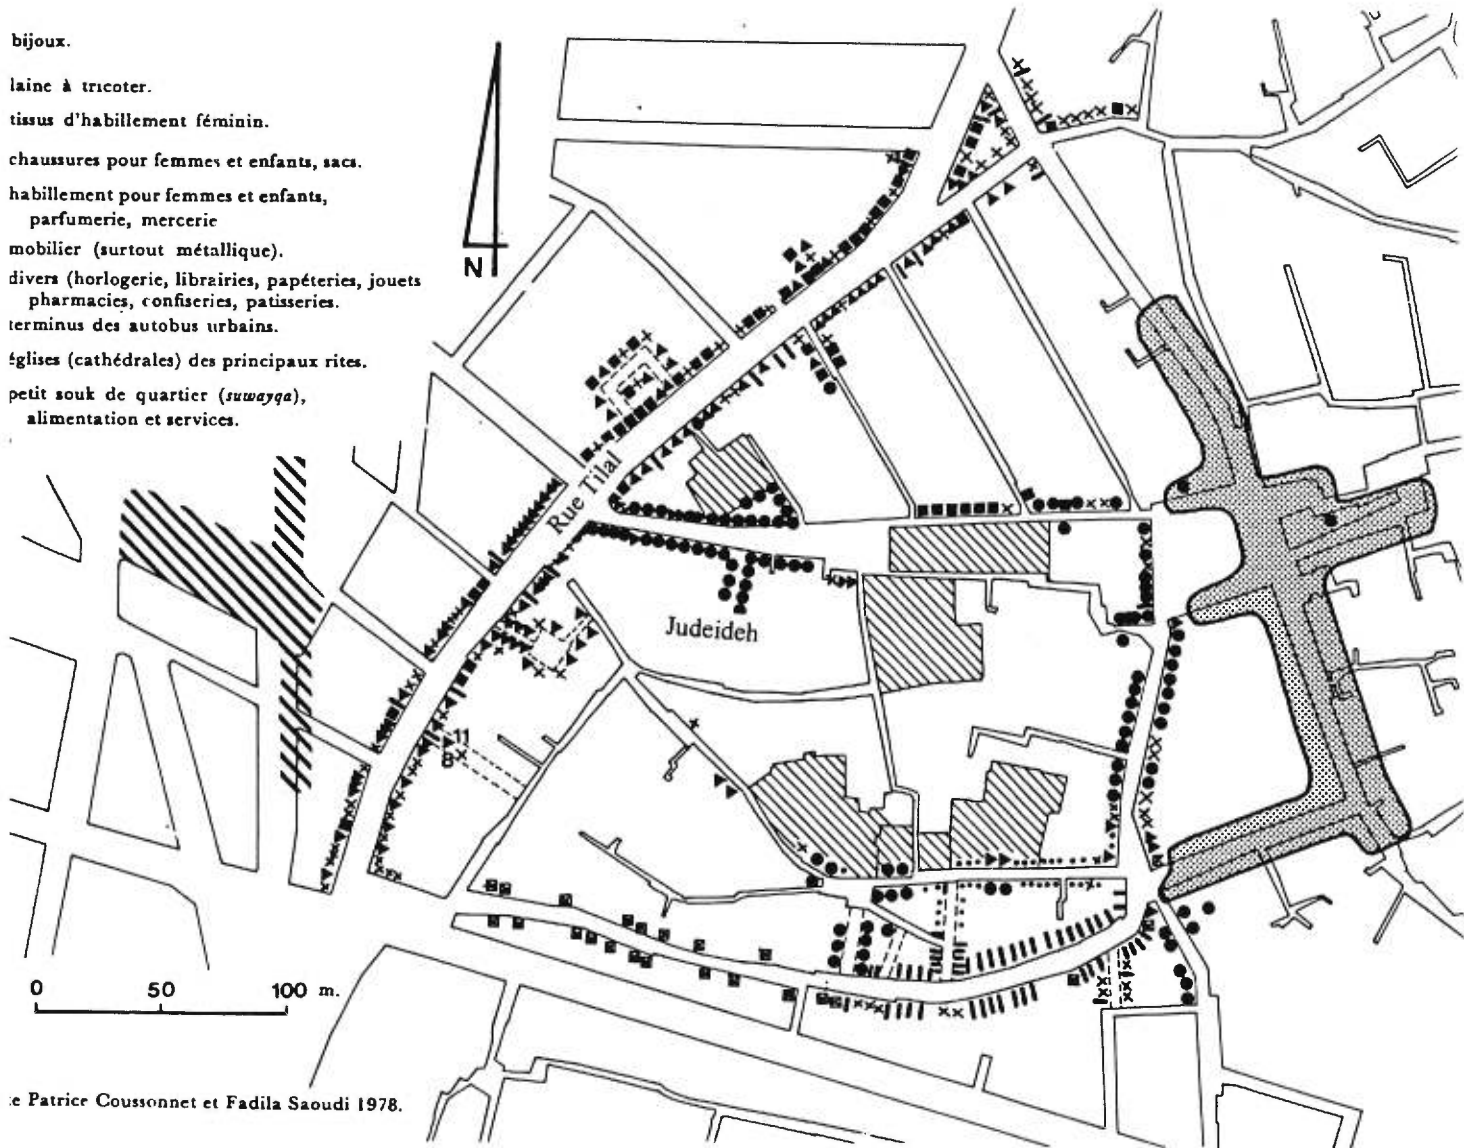 bijoux.
laine à tricoter.
tissus d'habillement féminin.
chaussures pour femmes et enfants, sacs.
habillement pour femmes et enfants,
parfumerie, mercerie
mobilier (surtout métallique).
divers (horlogerie, librairies, papéteries, jouets
pharmacies, confiseries, patisseries.
terminus des autobus urbains.
églises (cathédrales) des principaux rites.
petit souk de quartier (suwayqa),
alimentation et services.
N
Rue Tilal
Judeideh
11
8
0 50 100 m.
e Patrice Coussonnet et Fadila Saoudi 1978.